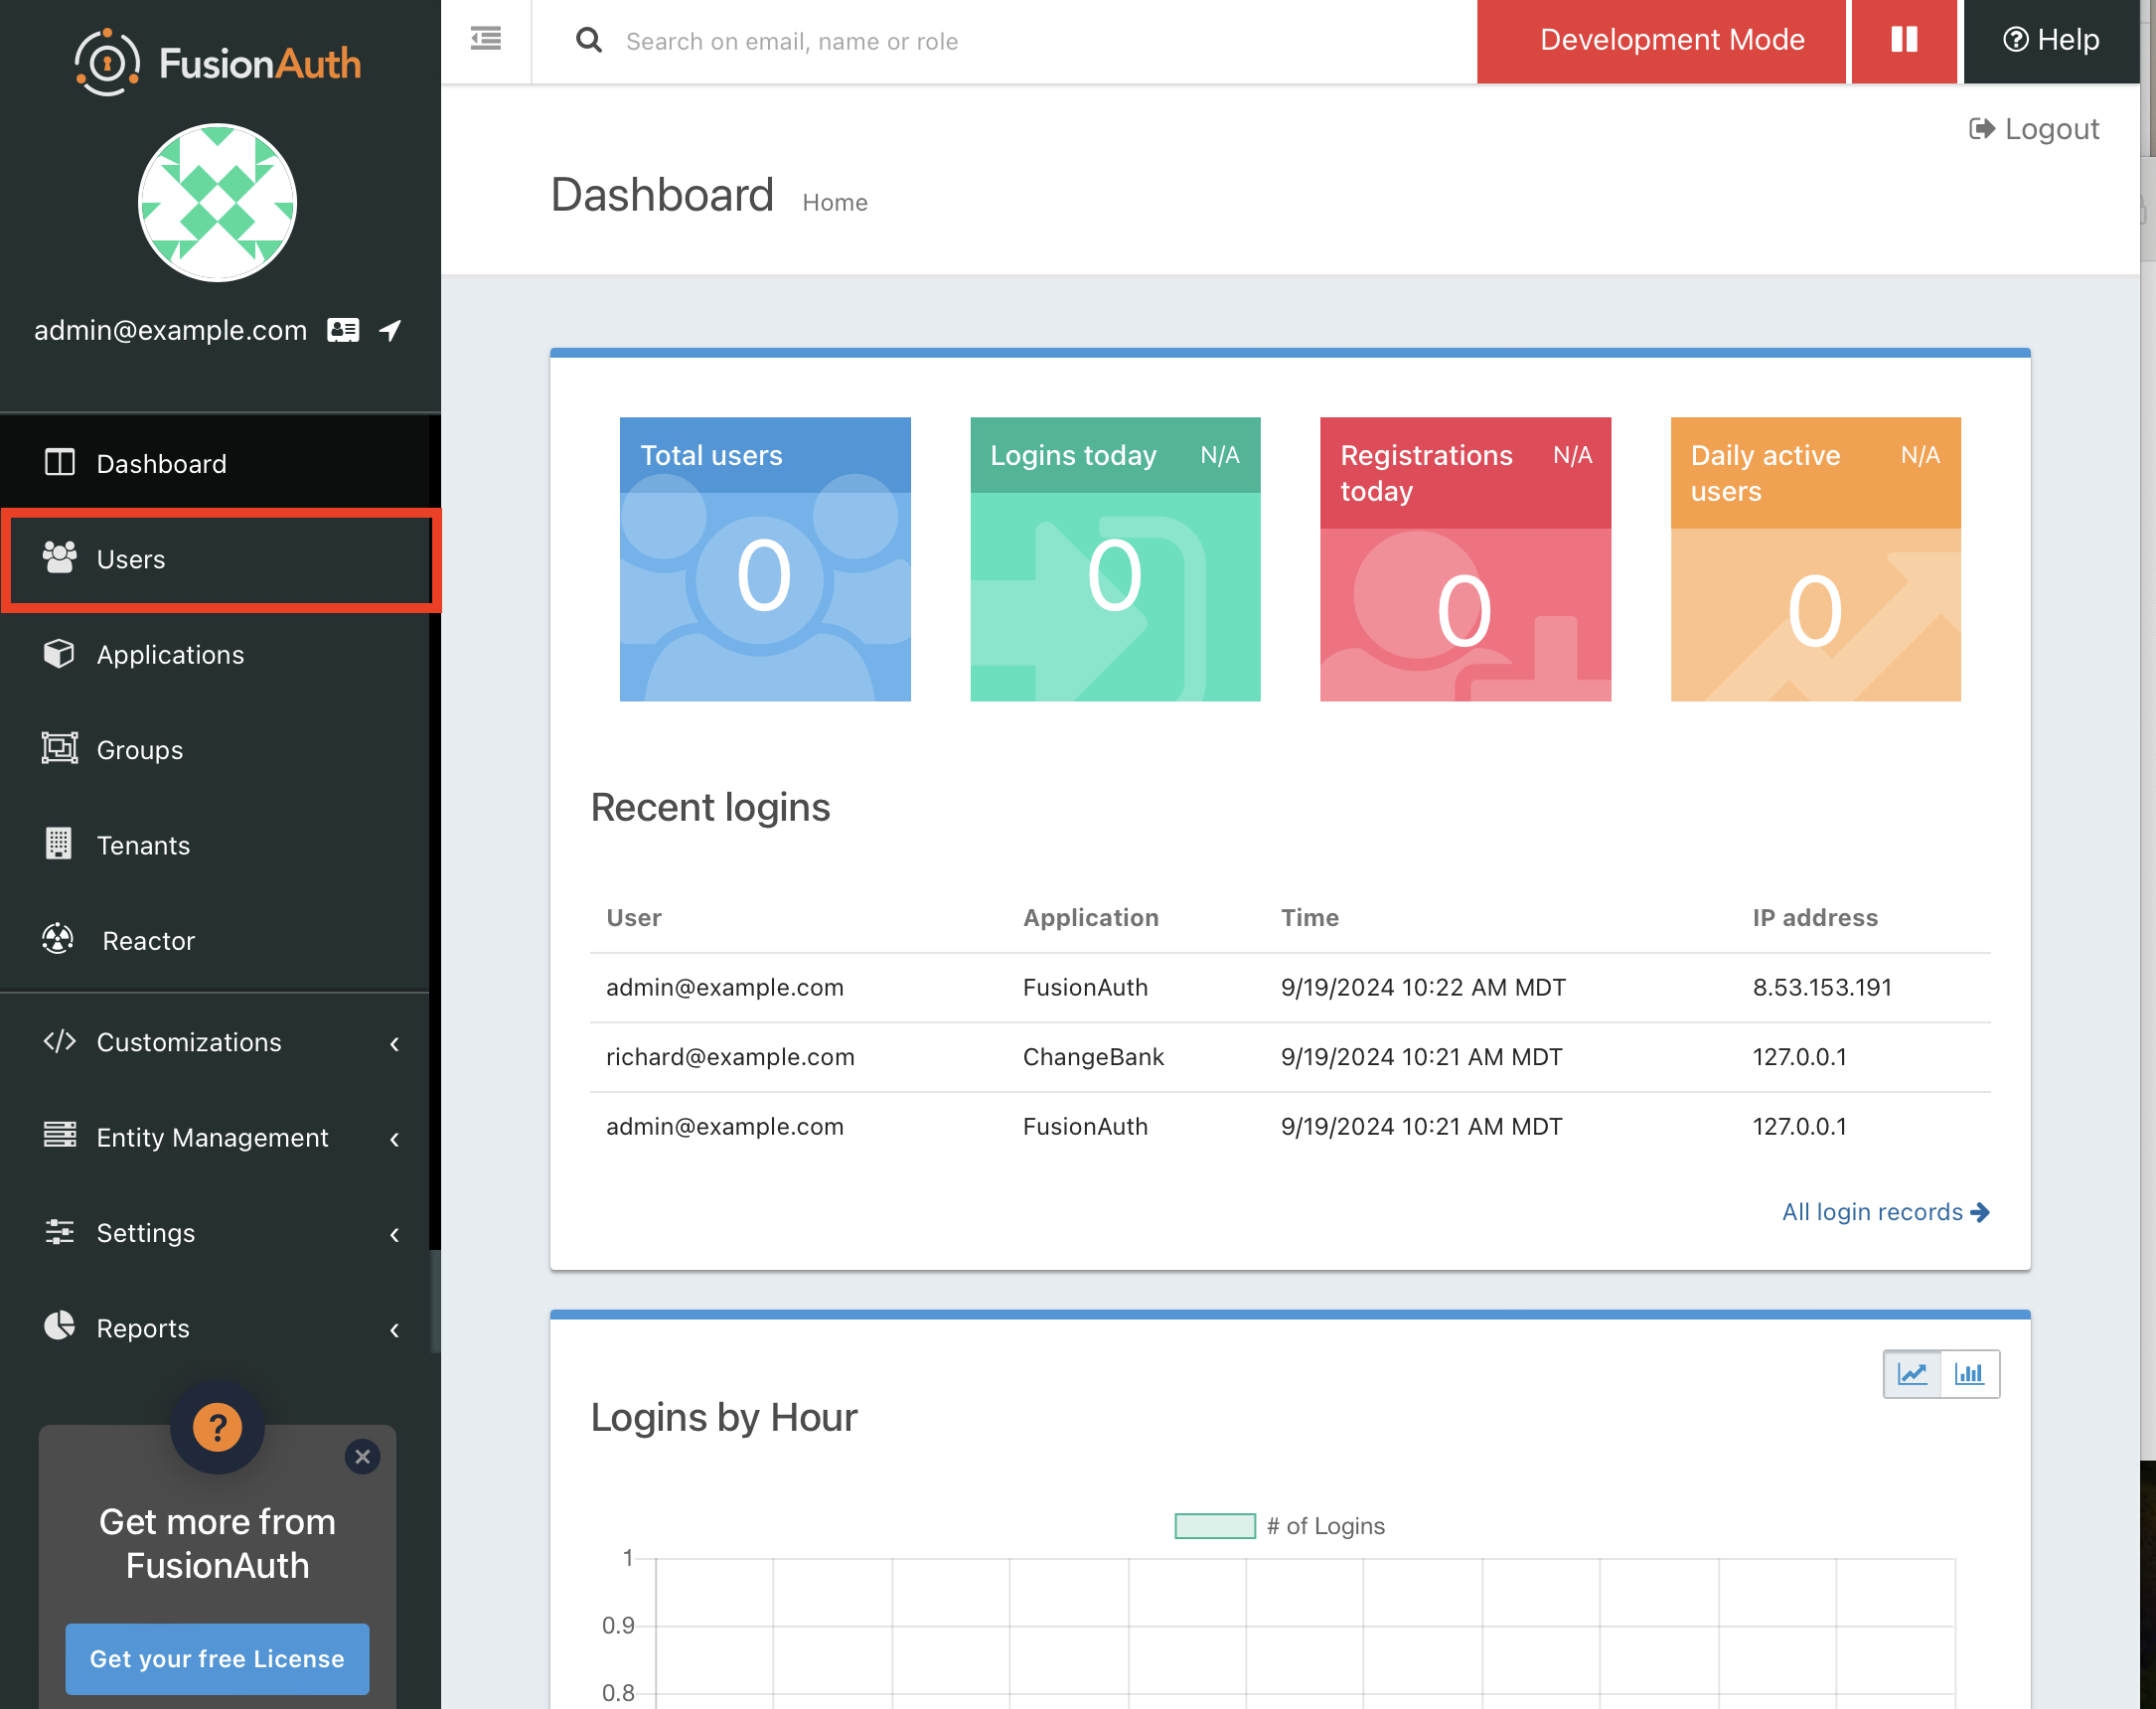 FusionAuth
admin@example.com
Dashboard
Users
Applications
Groups
Tenants
Reactor
Customizations
Entity Management
Settings
Reports
?
Get more from
FusionAuth
Get your free License
Search on email, name or role
Development Mode
Help
Logout
Dashboard Home
Total users
0
Logins today N/A
0
Registrations N/A
today
0
Daily active N/A
users
0
Recent logins
User Application Time IP address
admin@example.com FusionAuth 9/19/2024 10:22 AM MDT 8.53.153.191
richard@example.com ChangeBank 9/19/2024 10:21 AM MDT 127.0.0.1
admin@example.com FusionAuth 9/19/2024 10:21 AM MDT 127.0.0.1
All login records
Logins by Hour
# of Logins
1
0.9
0.8